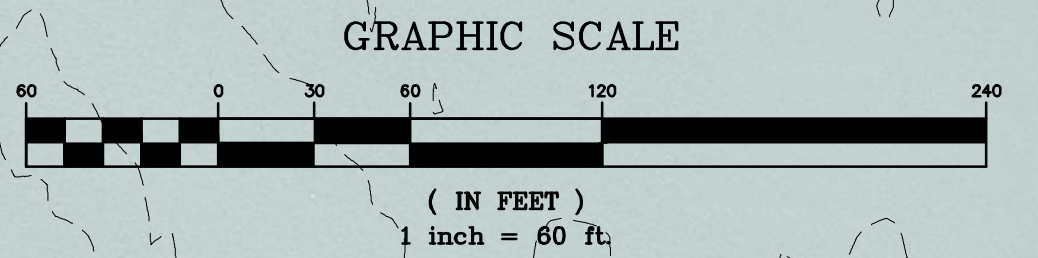 GRAPHIC SCALE
60 0 30 60 120 240
( IN FEET )
1 inch = 60 ft.